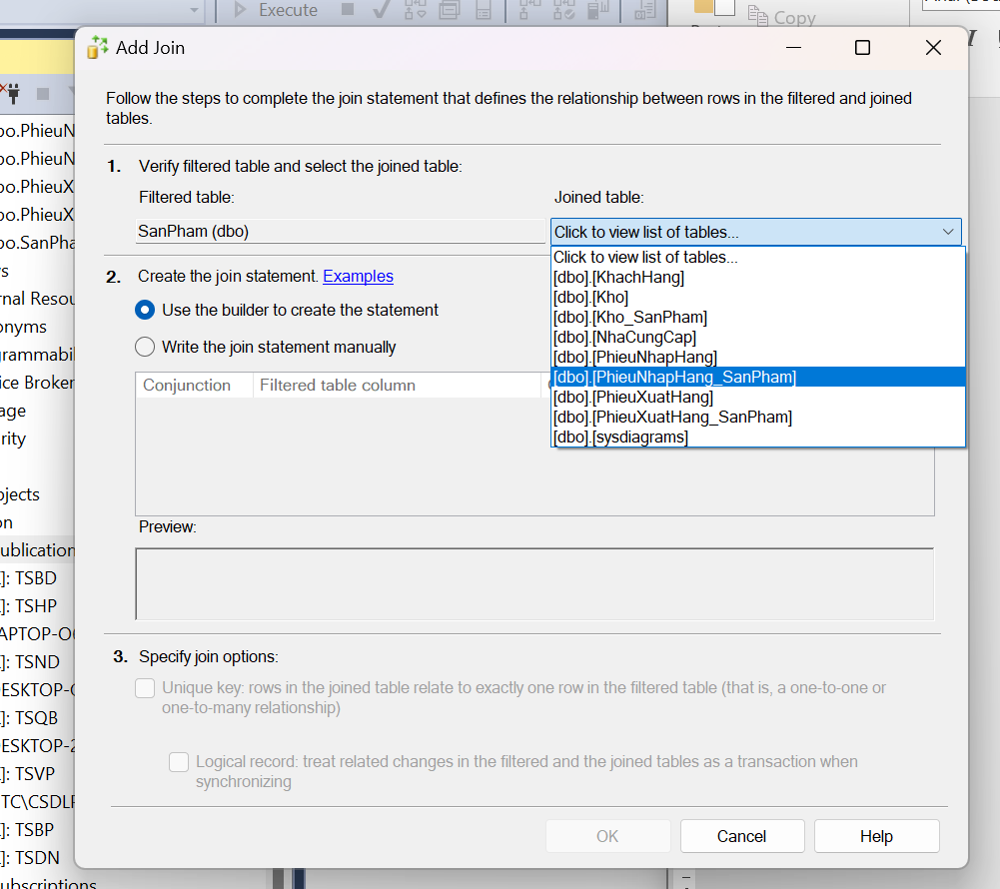 Execute
Copy
Add Join
Follow the steps to complete the join statement that defines the relationship between rows in the filtered and joined
tables.
1. Verify filtered table and select the joined table:
Filtered table:
Joined table:
SanPham (dbo)
Click to view list of tables...
Click to view list of tables...
[dbo].[KhachHang]
[dbo].[Kho]
[dbo].[Kho_SanPham]
[dbo].[NhaCungCap]
[dbo].[PhieuNhapHang]
[dbo].[PhieuNhapHang_SanPham]
[dbo].[PhieuXuatHang]
[dbo].[PhieuXuatHang_SanPham]
[dbo].[sysdiagrams]
2. Create the join statement. Examples
Use the builder to create the statement
Write the join statement manually
Conjunction Filtered table column
Preview:
3. Specify join options:
Unique key: rows in the joined table relate to exactly one row in the filtered table (that is, a one-to-one or
one-to-many relationship)
Logical record: treat related changes in the filtered and the joined tables as a transaction when
synchronizing
OK Cancel Help
bo.PhieuN
bo.PhieuN
bo.PhieuX
bo.PhieuX
bo.SanPha
s
rnal Resou
onyms
grammabil
ice Broker
age
rity
bjects
on
ublication
]: TSBD
]: TSHP
APTOP-O
]: TSND
ESKTOP-
]: TSQB
ESKTOP-2
]: TSVP
TC\CSDLP
]: TSBP
]: TSDN
ubscriptions